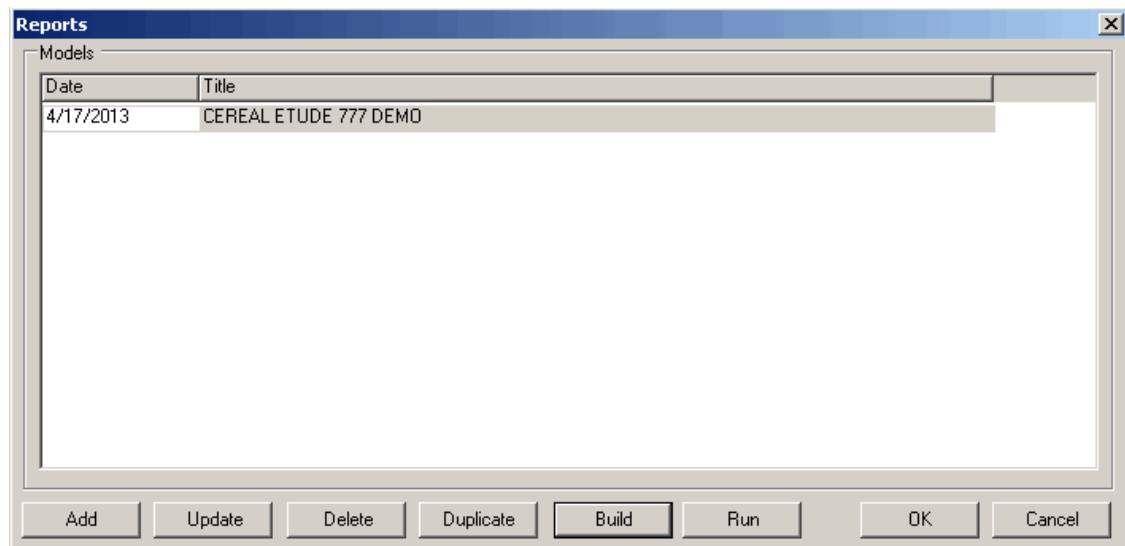 Reports
Models
Date Title
4/17/2013 CEREAL ETUDE 777 DEMO
Add Update Delete Duplicate Build Run OK Cancel